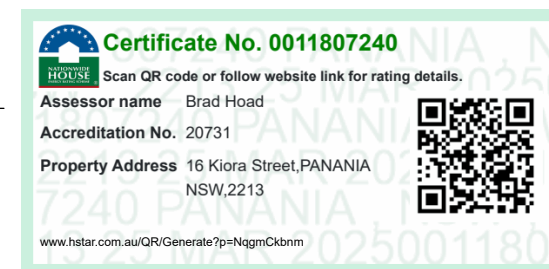 Certificate No. 0011807240
NATIONWIDE
HOUSE
Scan QR code or follow website link for rating details.
Assessor name Brad Hoad
Accreditation No. 20731
Property Address 16 Kiora Street,PANANIA
NSW,2213
www.hstar.com.au/QR/Generate?p=NqgmCkbnm